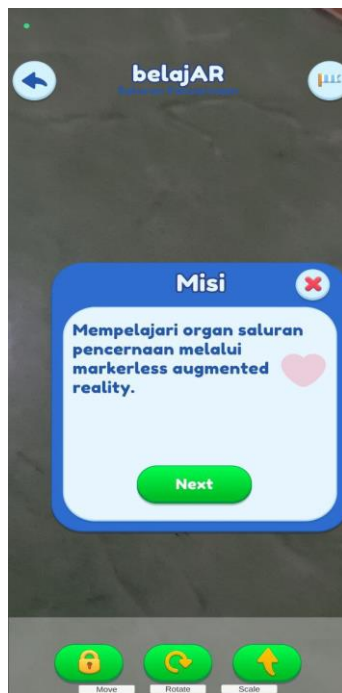 belajAR
Misi
Mempelajari organ saluran
pencernaan melalui
markerless augmented
reality.
Next
Move
Rotate
Scale